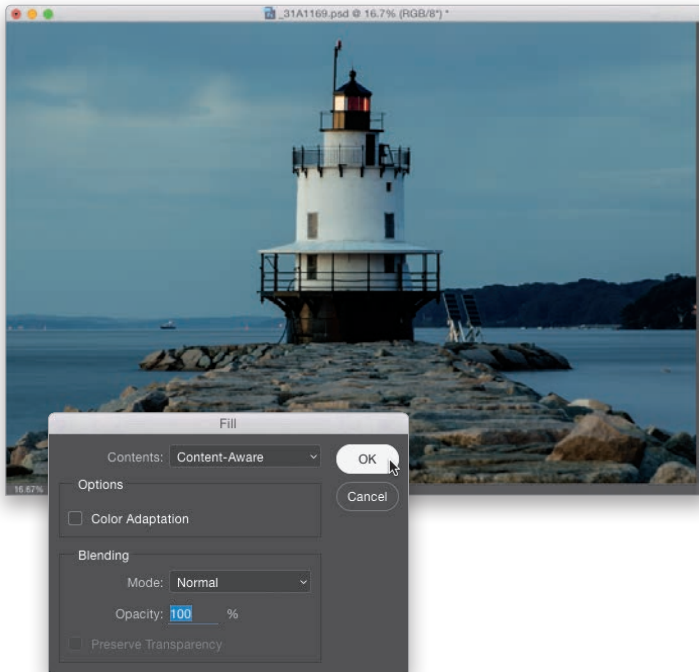 _31A1169.psd @ 16.7% (RGB/8*) *
16.67%
Fill
Contents: Content-Aware
OK
Cancel
Options
Color Adaptation
Blending
Mode: Normal
Opacity: 100 %
Preserve Transparency